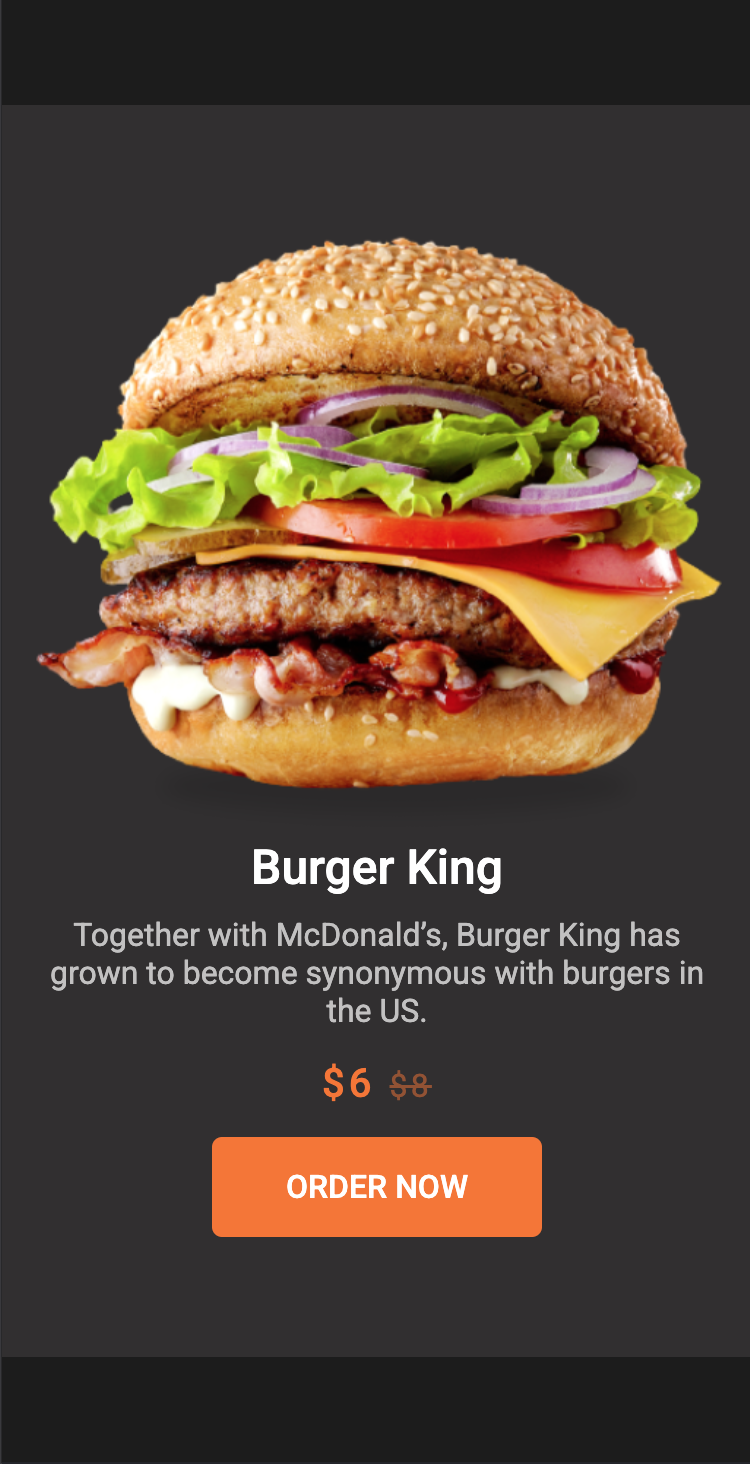 Burger King
Together with McDonald’s, Burger King has
grown to become synonymous with burgers in
the US.
$6 $8
ORDER NOW